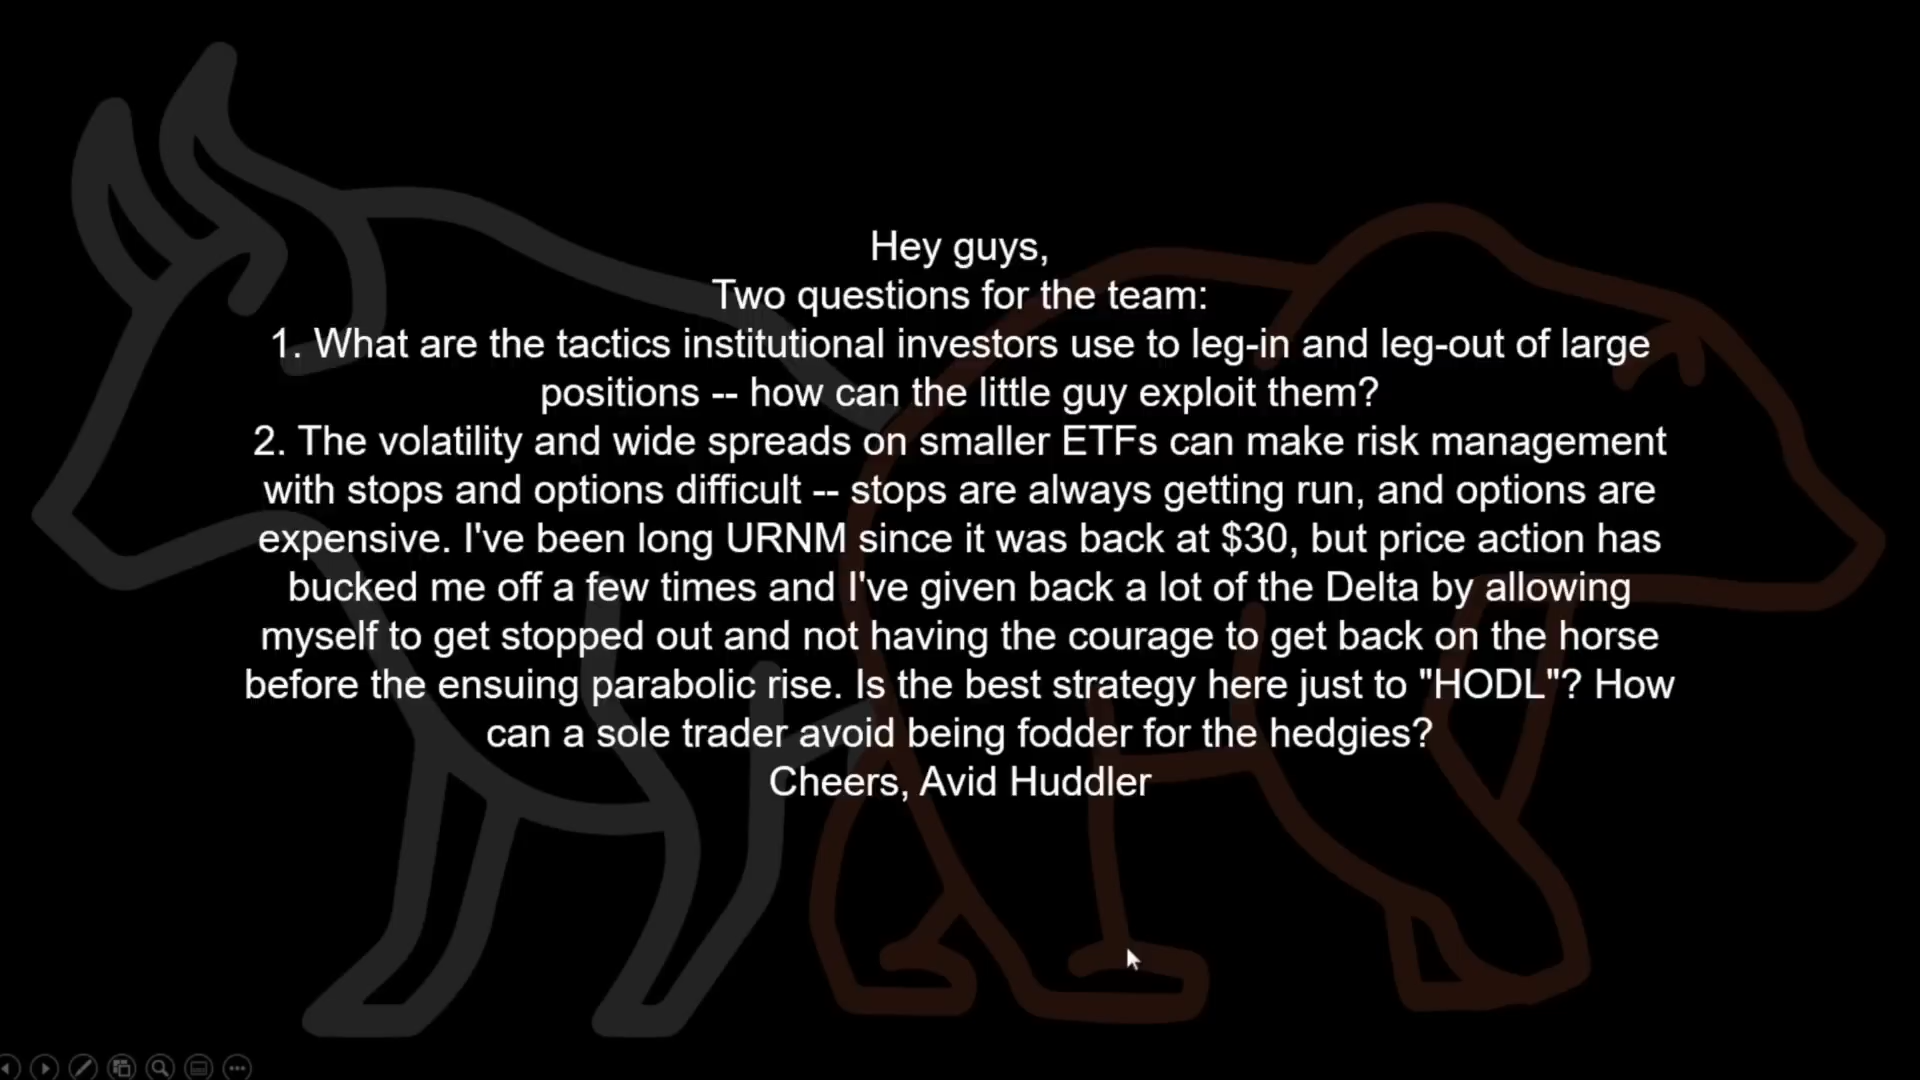 Hey guys,
Two questions for the team:
1. What are the tactics institutional investors use to leg-in and leg-out of large
positions -- how can the little guy exploit them?
2. The volatility and wide spreads on smaller ETFs can make risk management
with stops and options difficult -- stops are always getting run, and options are
expensive. I've been long URNM since it was back at $30, but price action has
bucked me off a few times and I've given back a lot of the Delta by allowing
myself to get stopped out and not having the courage to get back on the horse
before the ensuing parabolic rise. Is the best strategy here just to "HODL"? How
can a sole trader avoid being fodder for the hedgies?
Cheers, Avid Huddler